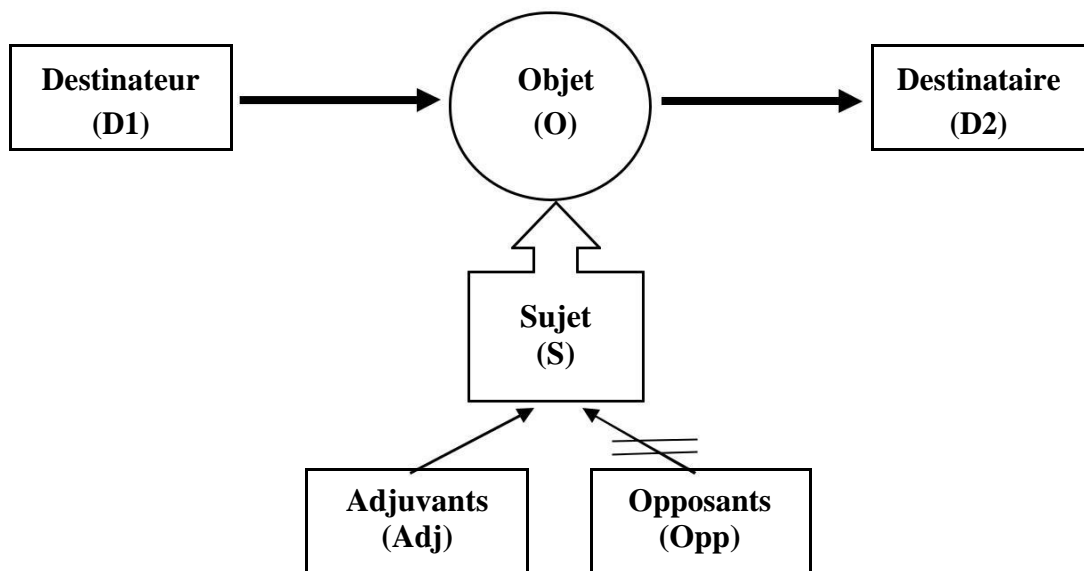 Destinateur
(D1)
Objet
(O)
Destinataire
(D2)
Sujet
(S)
Adjuvants
(Adj)
Opposants
(Opp)